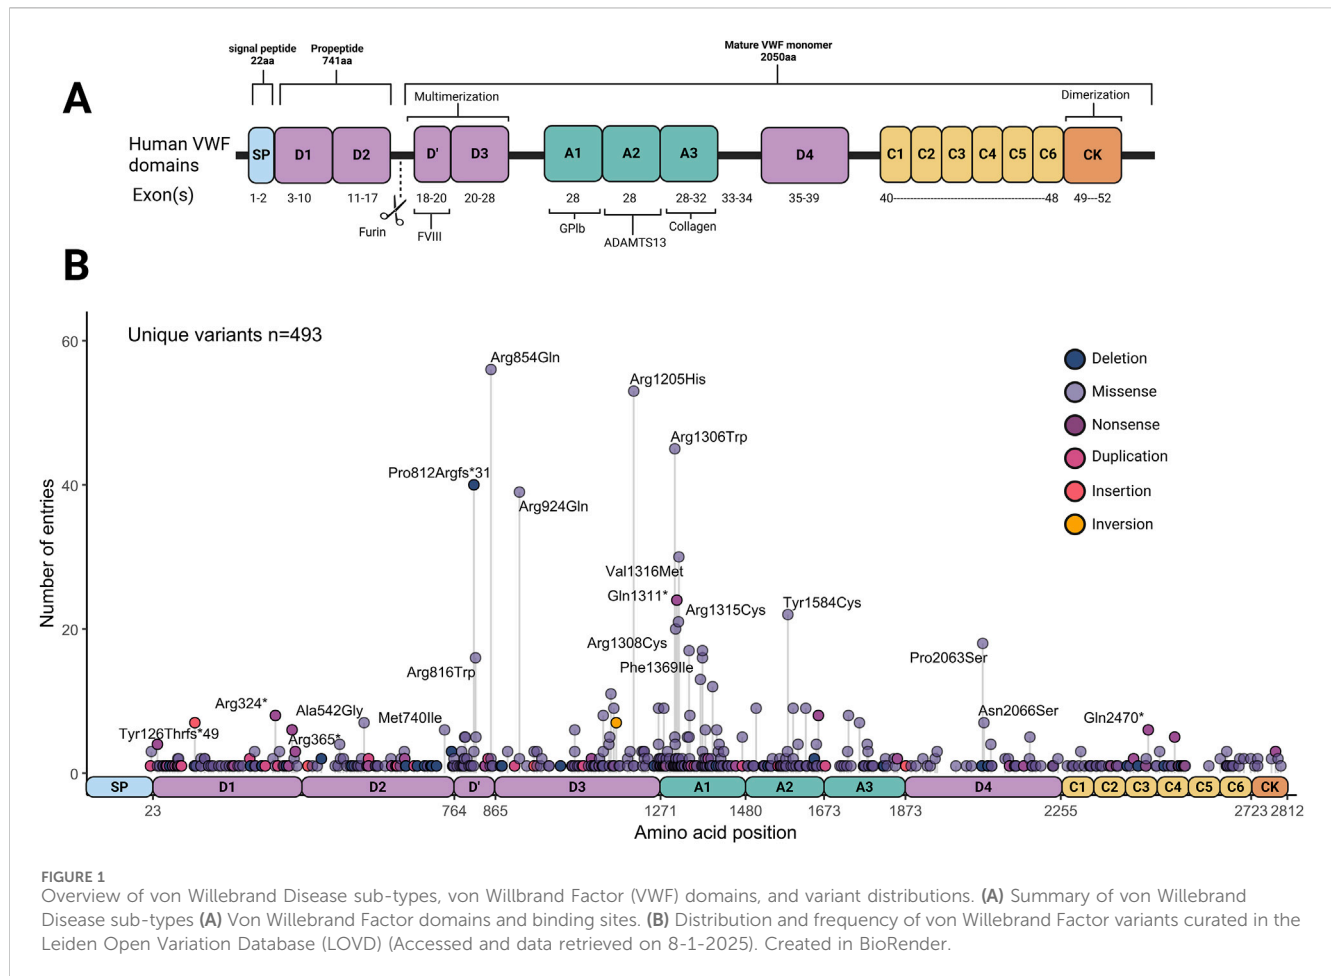 signal peptide
22aa
Propeptide
741aa
Mature VWF monomer
2050aa
A
Multimerization
Dimerization
Human VWF
domains
SP D1 D2 D' D3 A1 A2 A3 D4 C1 C2 C3 C4 C5 C6 CK
Exon(s) 1-2 3-10 11-17 18-20 20-28 28 28 28-32 33-34 35-39 40---48 49---52
Furin FVIII GPIb ADAMTS13 Collagen
B
Unique variants n=493
Number of entries
60
40
20
0
Arg854Gln
Arg1205His
Arg1306Trp
Pro812Argfs*31
Arg924Gln
Val1316Met
Gln1311*
Arg1315Cys
Tyr1584Cys
Arg1308Cys
Phe1369Ile
Arg816Trp
Pro2063Ser
Arg324*
Ala542Gly
Met740Ile
Asn2066Ser
Gln2470*
Tyr126Thrfs*49
Arg365*
Deletion
Missense
Nonsense
Duplication
Insertion
Inversion
SP D1 D2 D' D3 A1 A2 A3 D4 C1 C2 C3 C4 C5 C6 CK
23 764 865 1271 1480 1673 1873 2255 2723 2812
Amino acid position
FIGURE 1
Overview of von Willebrand Disease sub-types, von Willbrand Factor (VWF) domains, and variant distributions. (A) Summary of von Willebrand
Disease sub-types (A) Von Willebrand Factor domains and binding sites. (B) Distribution and frequency of von Willebrand Factor variants curated in the
Leiden Open Variation Database (LOVD) (Accessed and data retrieved on 8-1-2025). Created in BioRender.